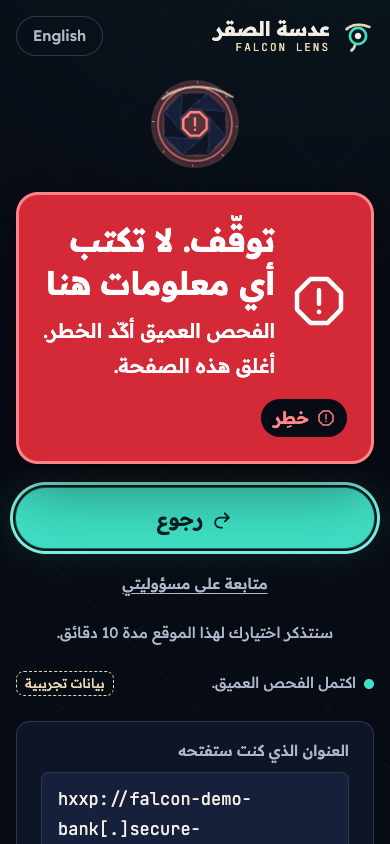 عدسة الصقر
FALCON LENS
English
توقّف. لا تكتب
أي معلومات هنا
الفحص العميق أكّد الخطر.
أغلق هذه الصفحة.
خطِر
رجوع
متابعة على مسؤوليتي
سنتذكر اختيارك لهذا الموقع مدة 10 دقائق.
اكتمل الفحص العميق.
بيانات تجريبية
العنوان الذي كنت ستفتحه
hxxp://falcon-demo-
bank[.]secure-